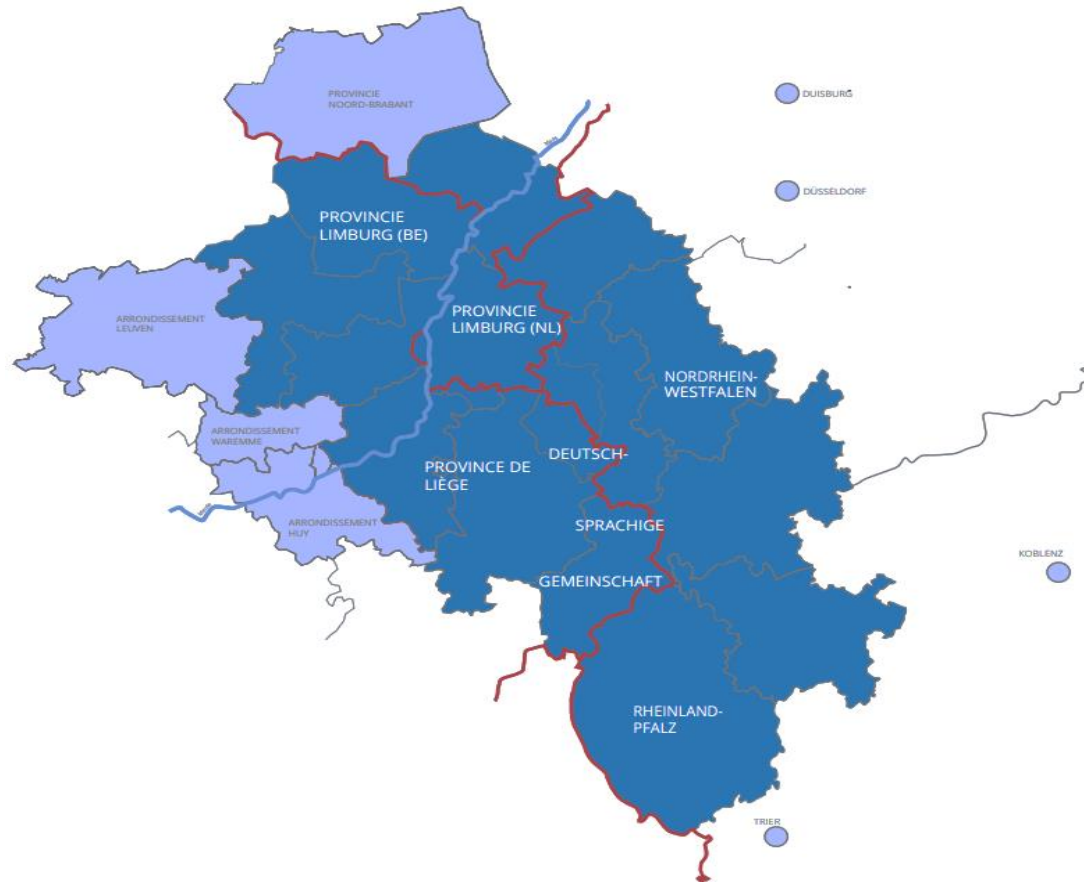 PROVINCIE
NOORD-BRABANT
DUISBURG
DÜSSELDORF
PROVINCIE
LIMBURG (BE)
ARRONDISSEMENT
LEUVEN
PROVINCIE
LIMBURG (NL)
NORDRHEIN-
WESTFALEN
ARRONDISSEMENT
WAREMME
DEUTSCH-
PROVINCE DE
LIÈGE
ARRONDISSEMENT
HUY
SPRACHIGE
KOBLENZ
GEMEINSCHAFT
RHEINLAND-
PFALZ
TRIER